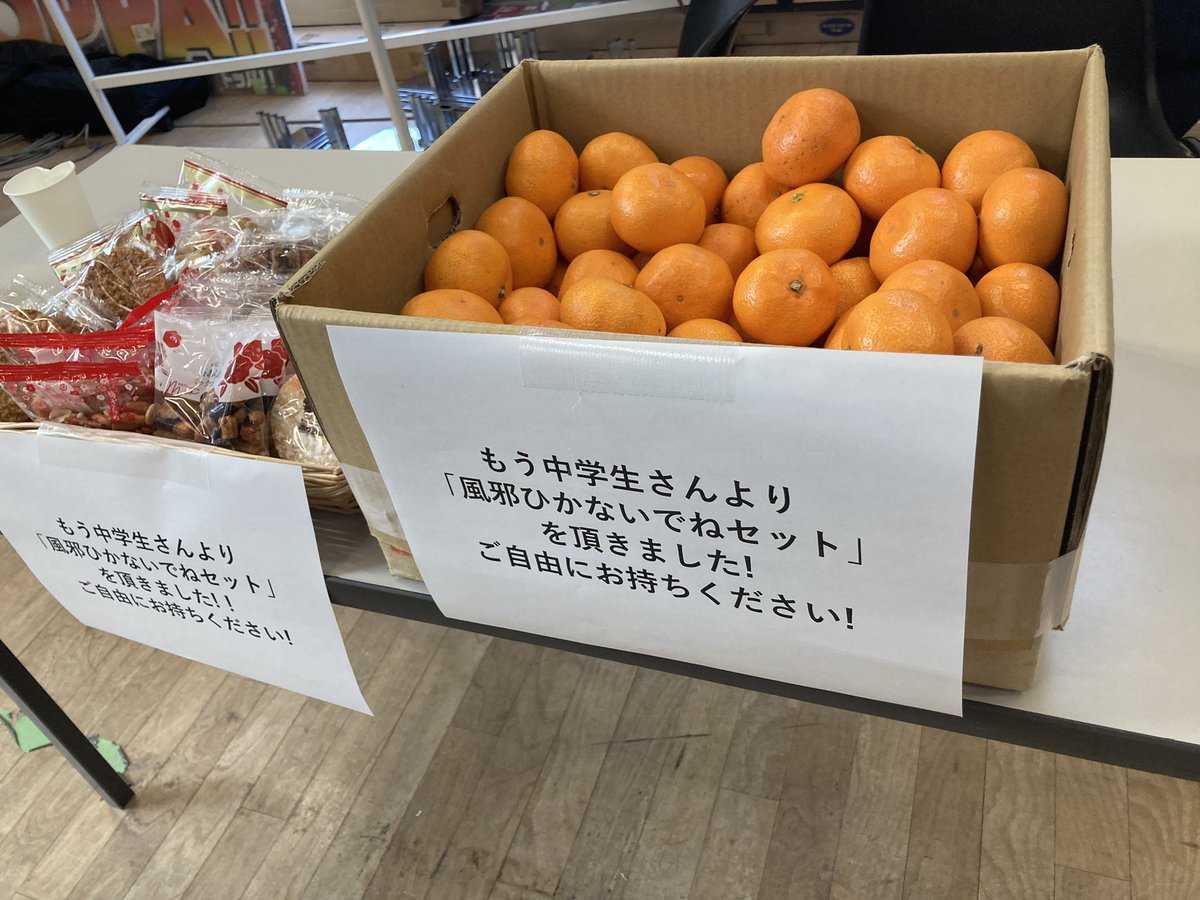 もう中学生さんより
「風邪ひかないでねセット」
を頂きました!!
ご自由にお持ちください!
もう中学生さんより
「風邪ひかないでねセット」
を頂きました!
ご自由にお持ちください!